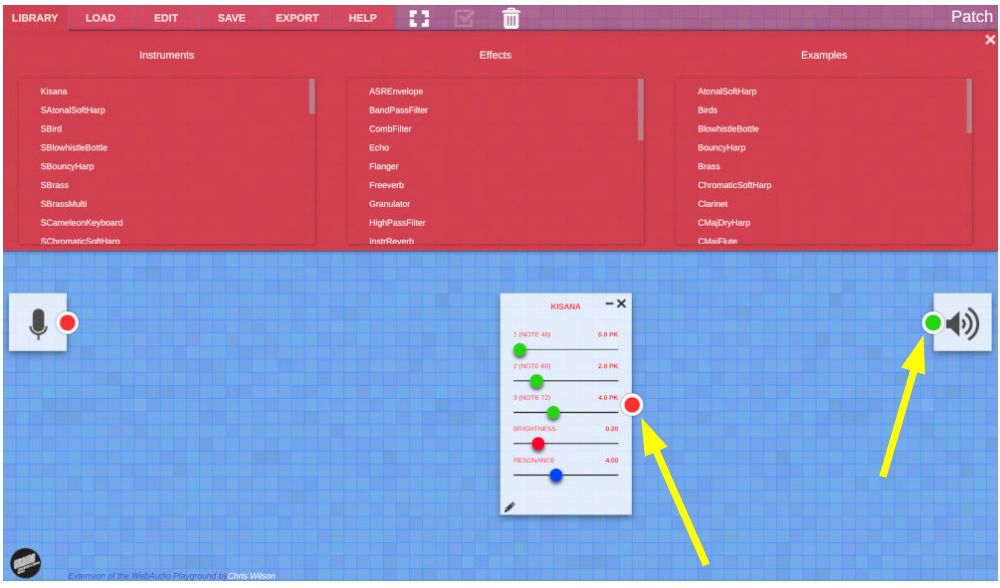 LIBRARY LOAD EDIT SAVE EXPORT HELP Patch
Instruments
Kisana
SAtonalSoftHarp
SBird
SBlowhistleBottle
SBouncyHarp
SBrass
SBrassMulti
SCameleonKeyboard
SChromaticSoftHarp
Effects
ASREnvelope
BandPassFilter
CombFilter
Echo
Flanger
Freeverb
Granulator
HighPassFilter
InstrReverb
Examples
AtonalSoftHarp
Birds
BlowhistleBottle
BouncyHarp
Brass
ChromaticSoftHarp
Clarinet
CMajDryHarp
CMajFlute
KISANA
1 (NOTE 48) 0.0 PK
2 (NOTE 60) 2.0 PK
3 (NOTE 72) 4.0 PK
BRIGHTNESS 0.20
RESONANCE 4.00
Extension of the WebAudio Playground by Chris Wilson